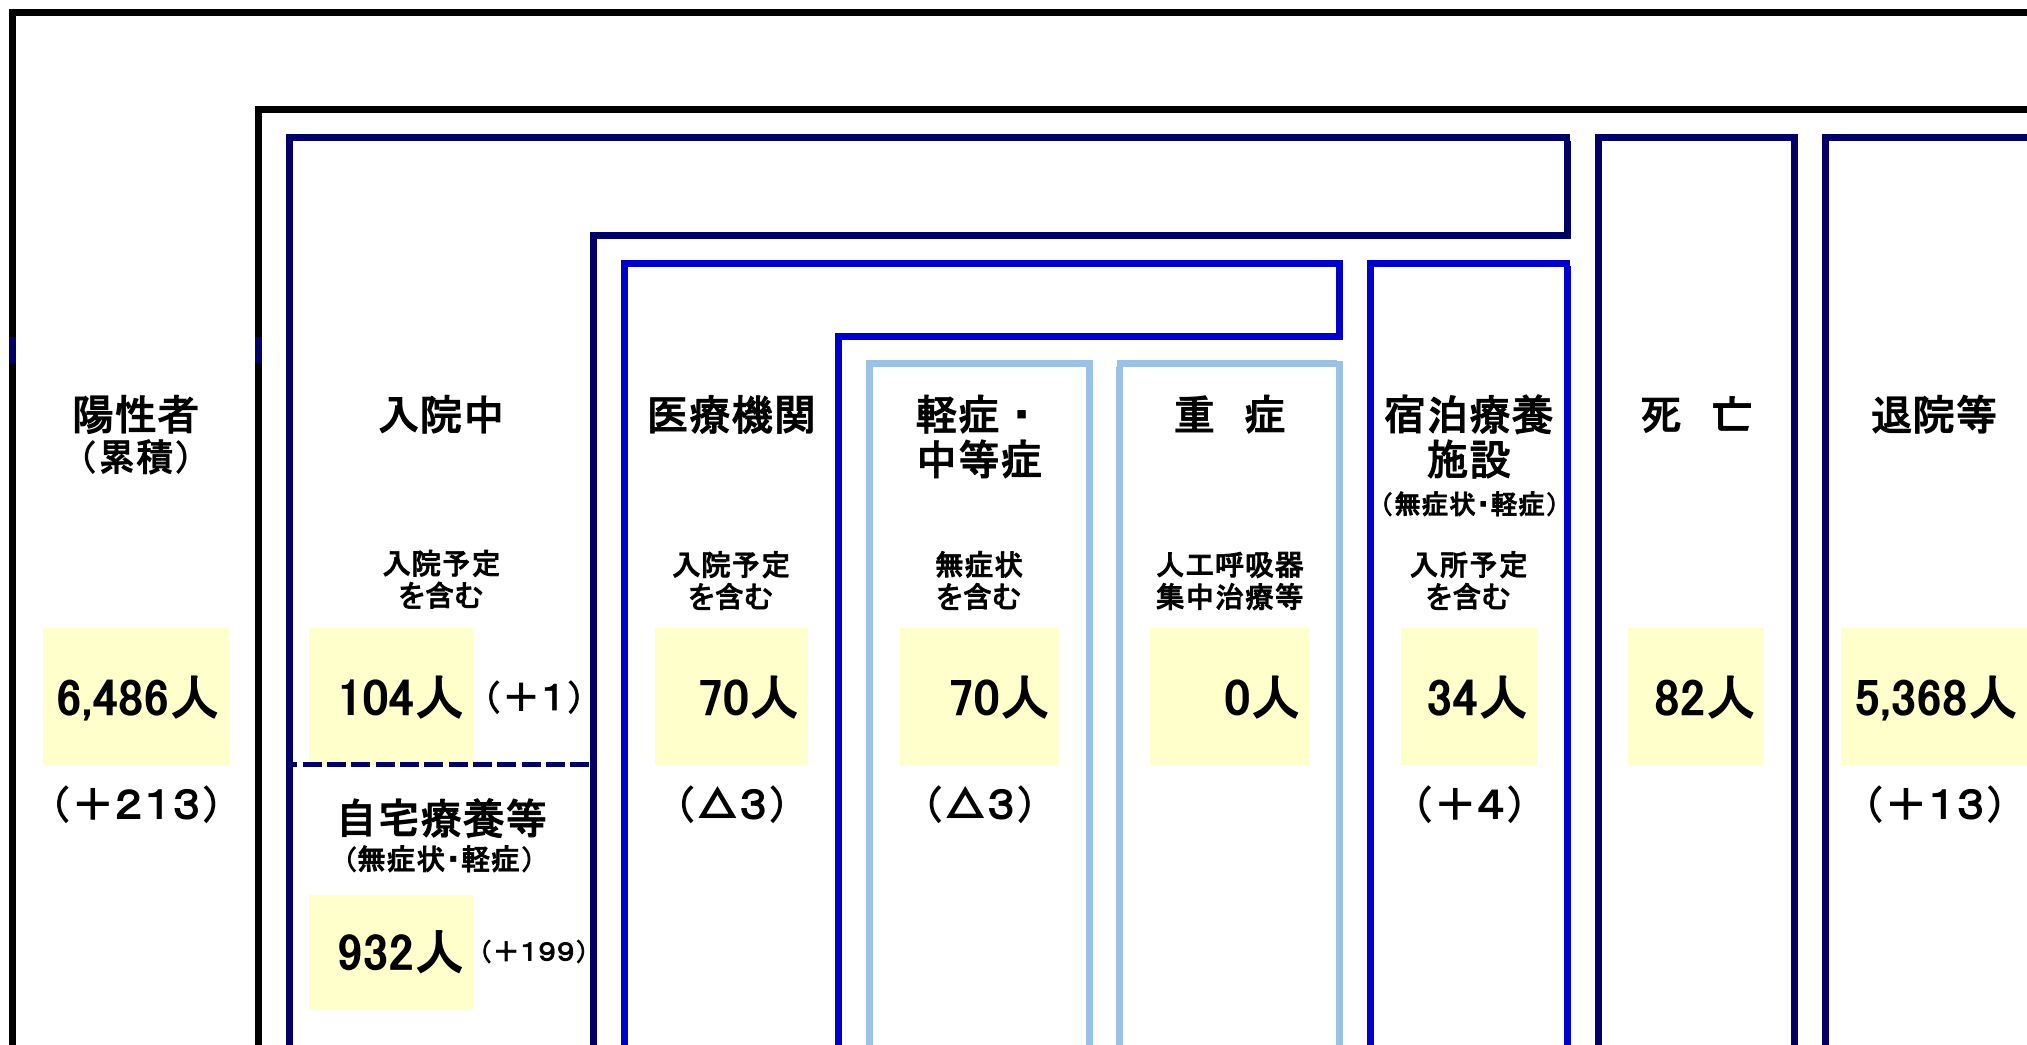 陽性者
（累積）
6,486人
（＋213）
入院中
入院予定
を含む
104人（＋1）
自宅療養等
（無症状・軽症）
932人（＋199）
医療機関
入院予定
を含む
70人
（△3）
軽症・
中等症
無症状
を含む
70人
（△3）
重　症
人工呼吸器
集中治療等
0人
宿泊療養
施設
（無症状・軽症）
入所予定
を含む
34人
（＋4）
死　亡
82人
退院等
5,368人
（＋13）